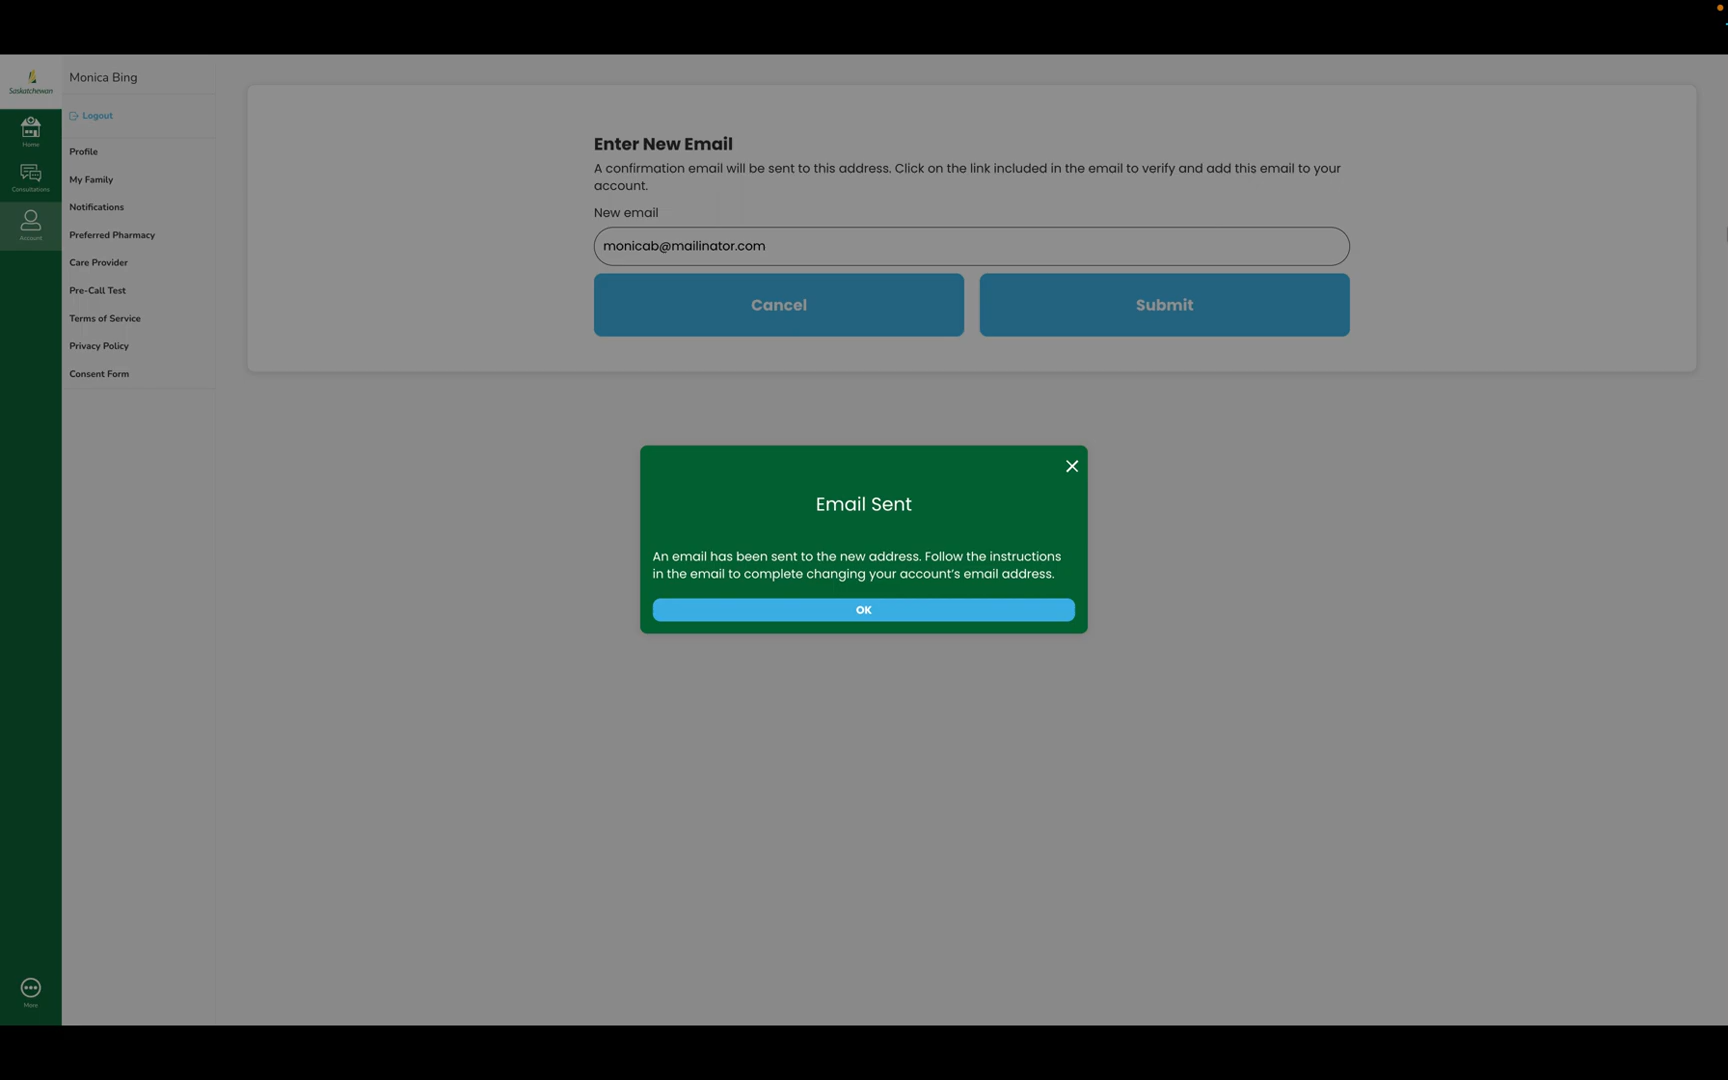 Saskatchewan
Home
Consultations
Account
More
Monica Bing
Logout
Profile
My Family
Notifications
Preferred Pharmacy
Care Provider
Pre-Call Test
Terms of Service
Privacy Policy
Consent Form
Enter New Email
A confirmation email will be sent to this address. Click on the link included in the email to verify and add this email to your
account.
New email
monicab@mailinator.com
Cancel
Submit
Email Sent
An email has been sent to the new address. Follow the instructions
in the email to complete changing your account’s email address.
OK